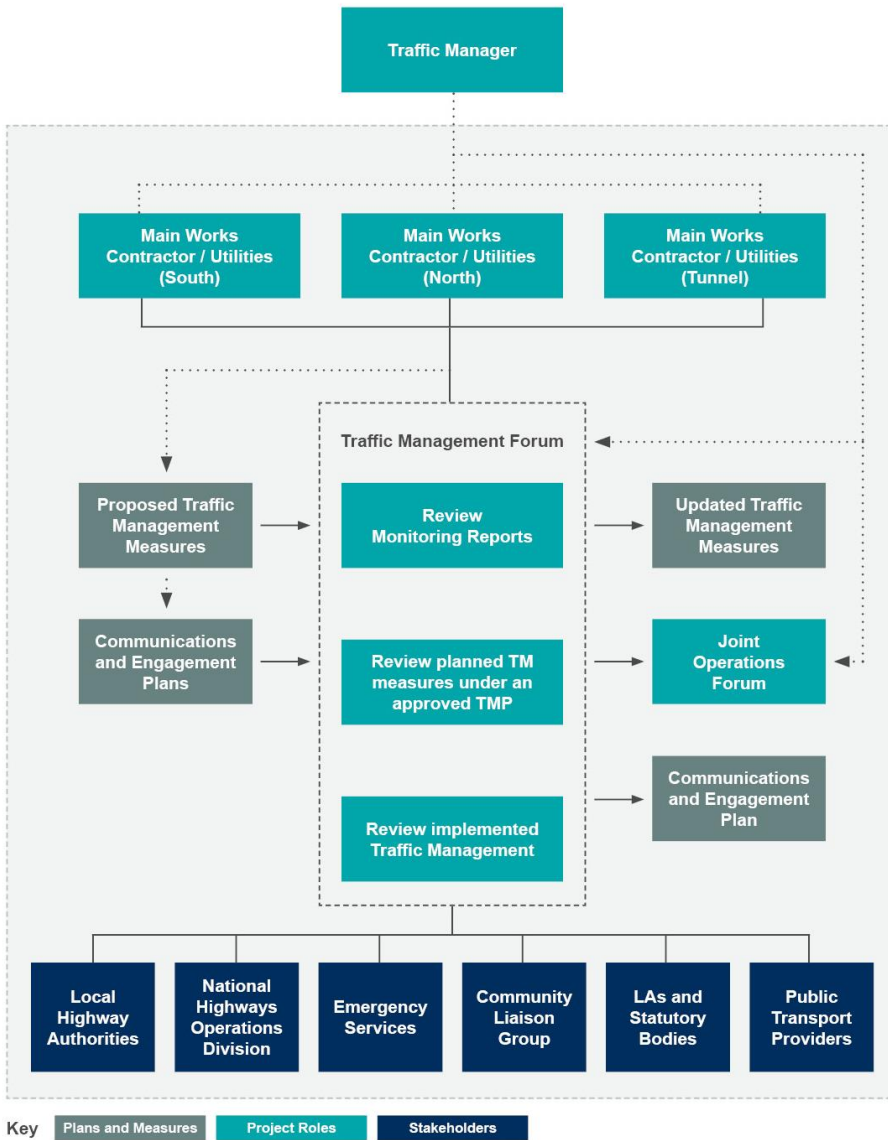 Traffic Manager
Main Works
Contractor / Utilities
(South)
Main Works
Contractor / Utilities
(North)
Main Works
Contractor / Utilities
(Tunnel)
Traffic Management Forum
Proposed Traffic
Management
Measures
Review
Monitoring Reports
Updated Traffic
Management
Measures
Communications
and Engagement
Plans
Review planned TM
measures under an
approved TMP
Joint
Operations
Forum
Review implemented
Traffic Management
Communications
and Engagement
Plan
Local
Highway
Authorities
National
Highways
Operations
Division
Emergency
Services
Community
Liaison
Group
LAs and
Statutory
Bodies
Public
Transport
Providers
Key
Plans and Measures
Project Roles
Stakeholders